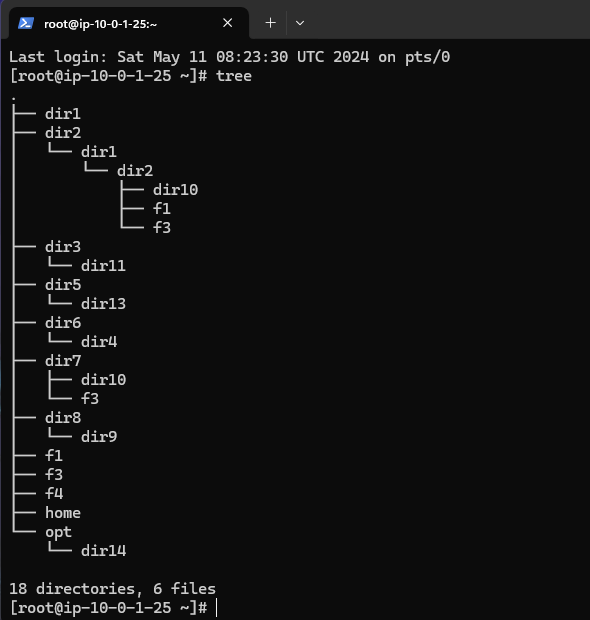 root@ip-10-0-1-25:~
Last login: Sat May 11 08:23:30 UTC 2024 on pts/0
[root@ip-10-0-1-25 ~]# tree
.
├── dir1
├── dir2
│   └── dir1
│       └── dir2
│           ├── dir10
│           ├── f1
│           └── f3
├── dir3
│   └── dir11
├── dir5
│   └── dir13
├── dir6
│   └── dir4
├── dir7
│   ├── dir10
│   └── f3
├── dir8
│   └── dir9
├── f1
├── f3
├── f4
├── home
└── opt
    └── dir14
18 directories, 6 files
[root@ip-10-0-1-25 ~]#